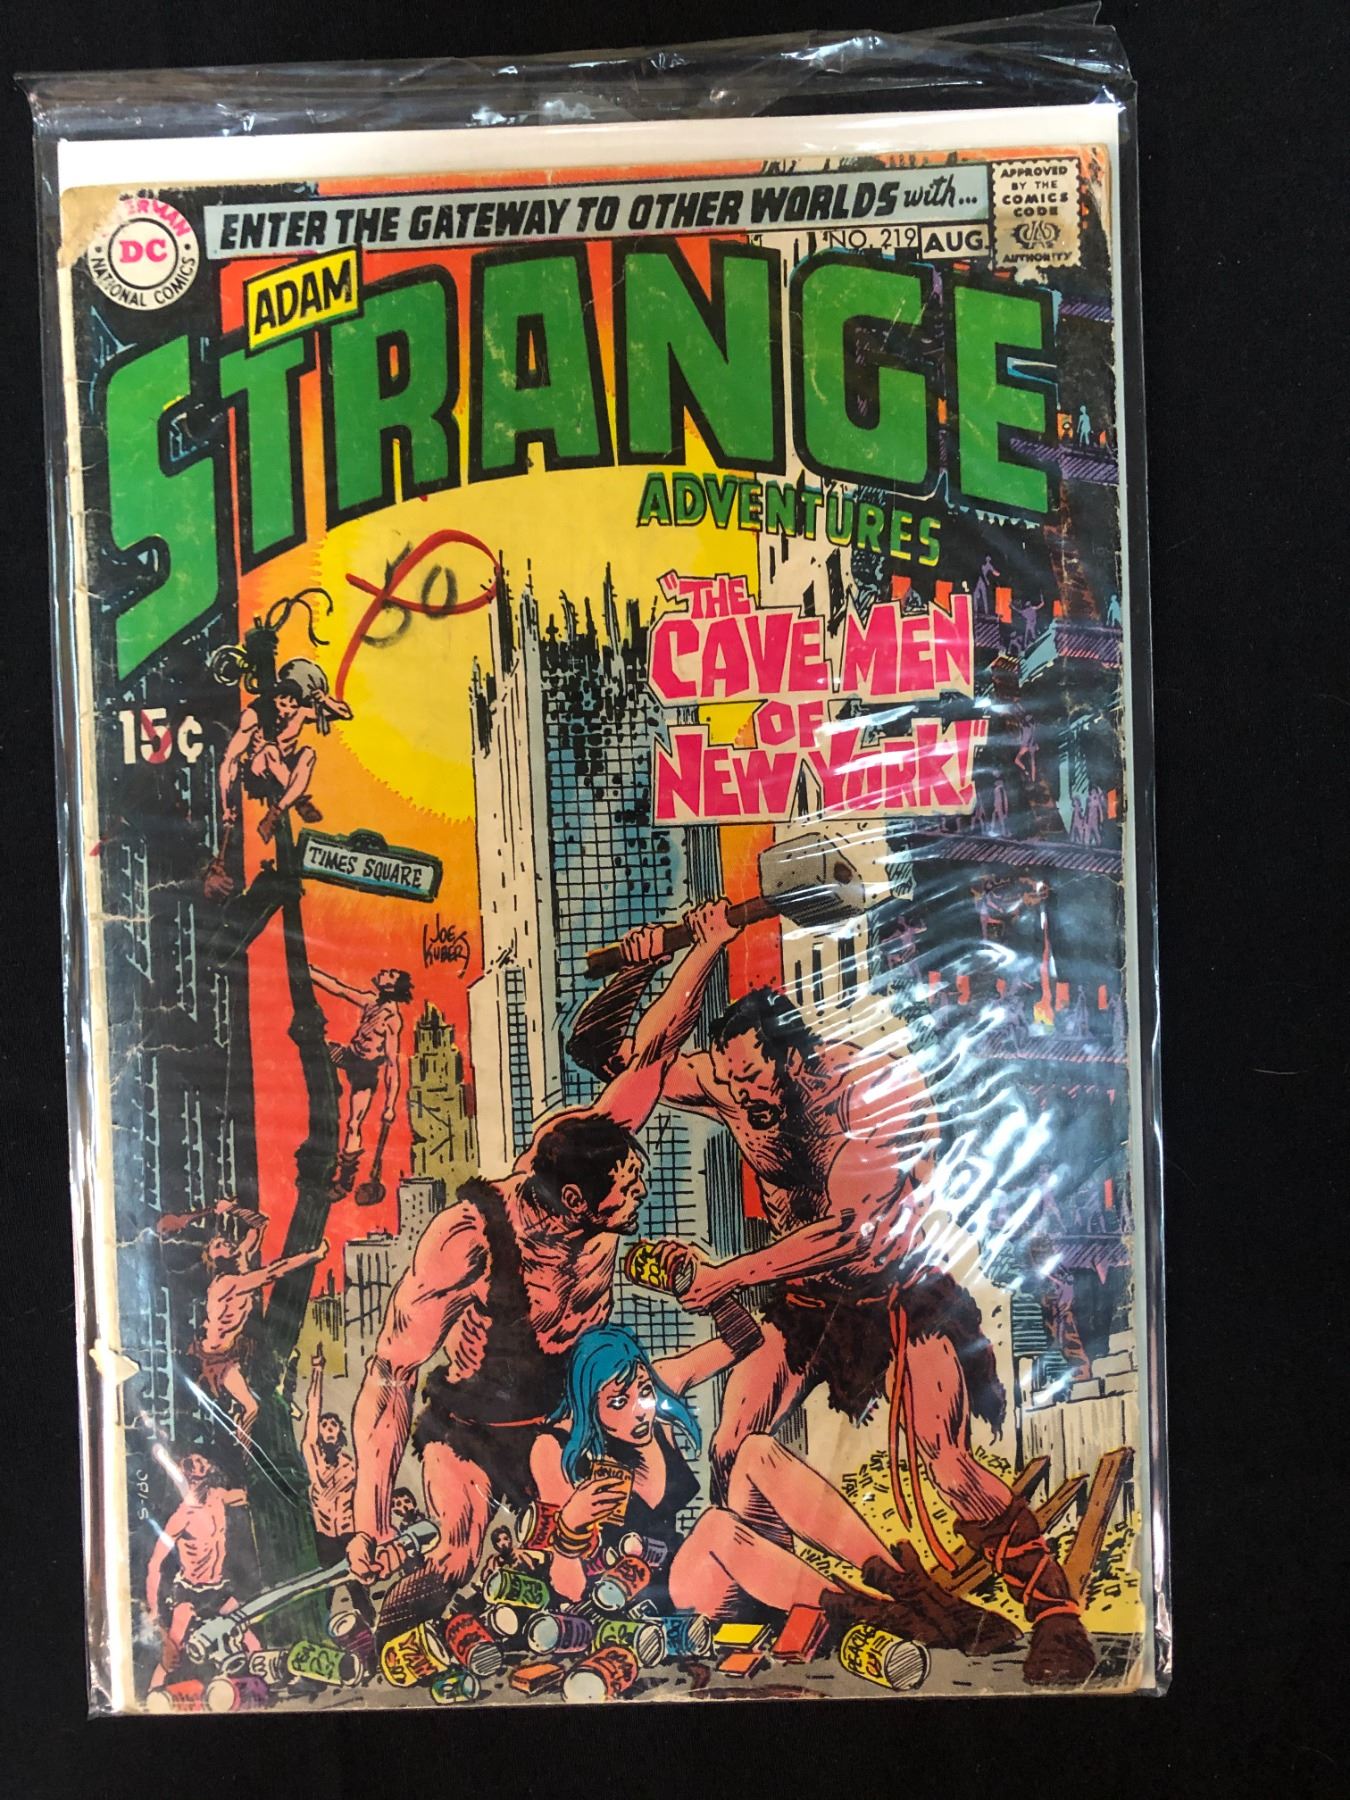 ENTER THE GATEWAY TO OTHER WORLDS with...
APPROVED
BY THE
COMICS
CODE
AUTHORITY
DC
NATIONAL COMICS
NO. 219 AUG.
ADAM
STRANGE
ADVENTURES
50
"THE
CAVE MEN
OF
NEW YORK!"
15¢
TIMES SQUARE
JOE
KUBERT